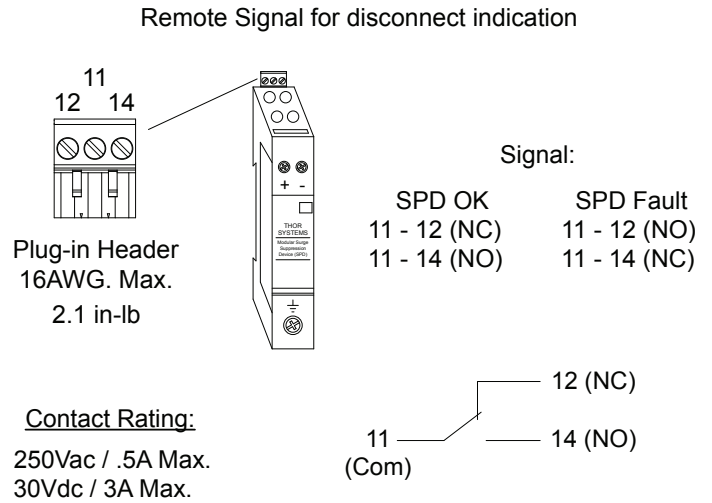 Remote Signal for disconnect indication
11
12 14
Plug-in Header
16AWG. Max.
2.1 in-lb
+ -
THOR
SYSTEMS
Modular Surge
Suppression
Device (SPD)
Signal:
SPD OK SPD Fault
11 - 12 (NC) 11 - 12 (NO)
11 - 14 (NO) 11 - 14 (NC)
Contact Rating:
250Vac / .5A Max.
30Vdc / 3A Max.
12 (NC)
11
(Com)
14 (NO)